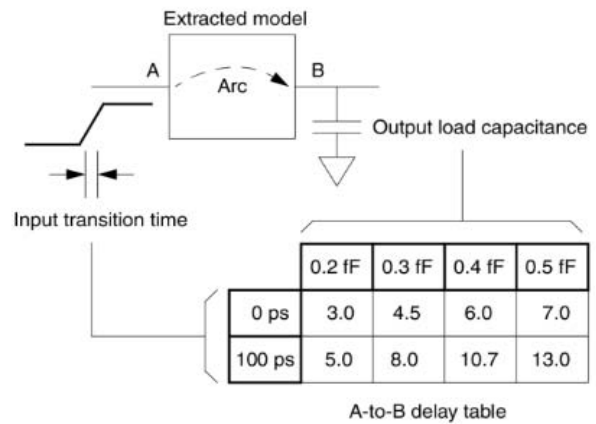 Extracted model
A
B
Arc
Output load capacitance
Input transition time
0.2 fF 0.3 fF 0.4 fF 0.5 fF
0 ps 3.0 4.5 6.0 7.0
100 ps 5.0 8.0 10.7 13.0
A-to-B delay table